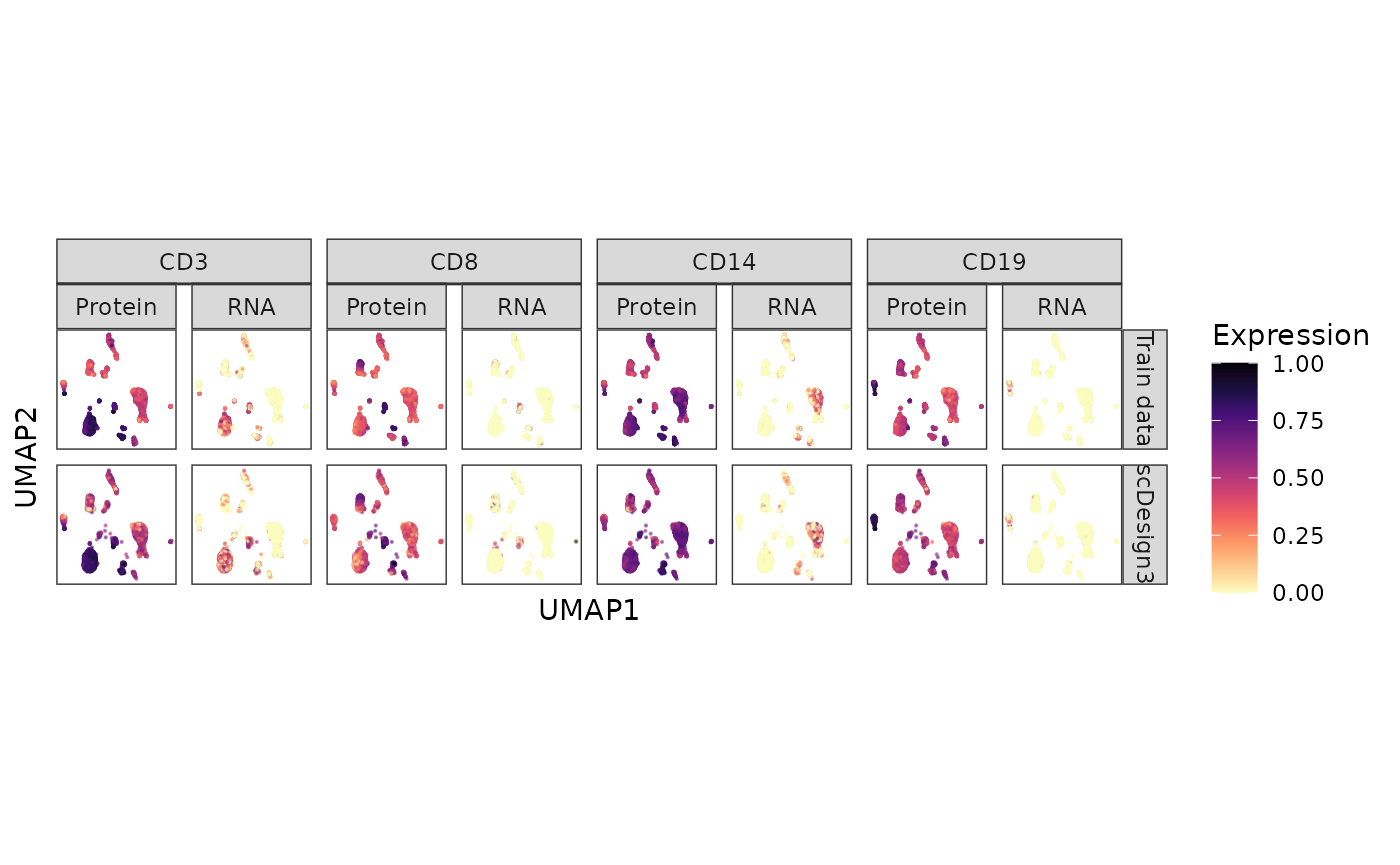 CD3 CD8 CD14 CD19
Protein RNA Protein RNA Protein RNA Protein RNA
Train data
scDesign3
UMAP2
UMAP1
Expression
1.00
0.75
0.50
0.25
0.00